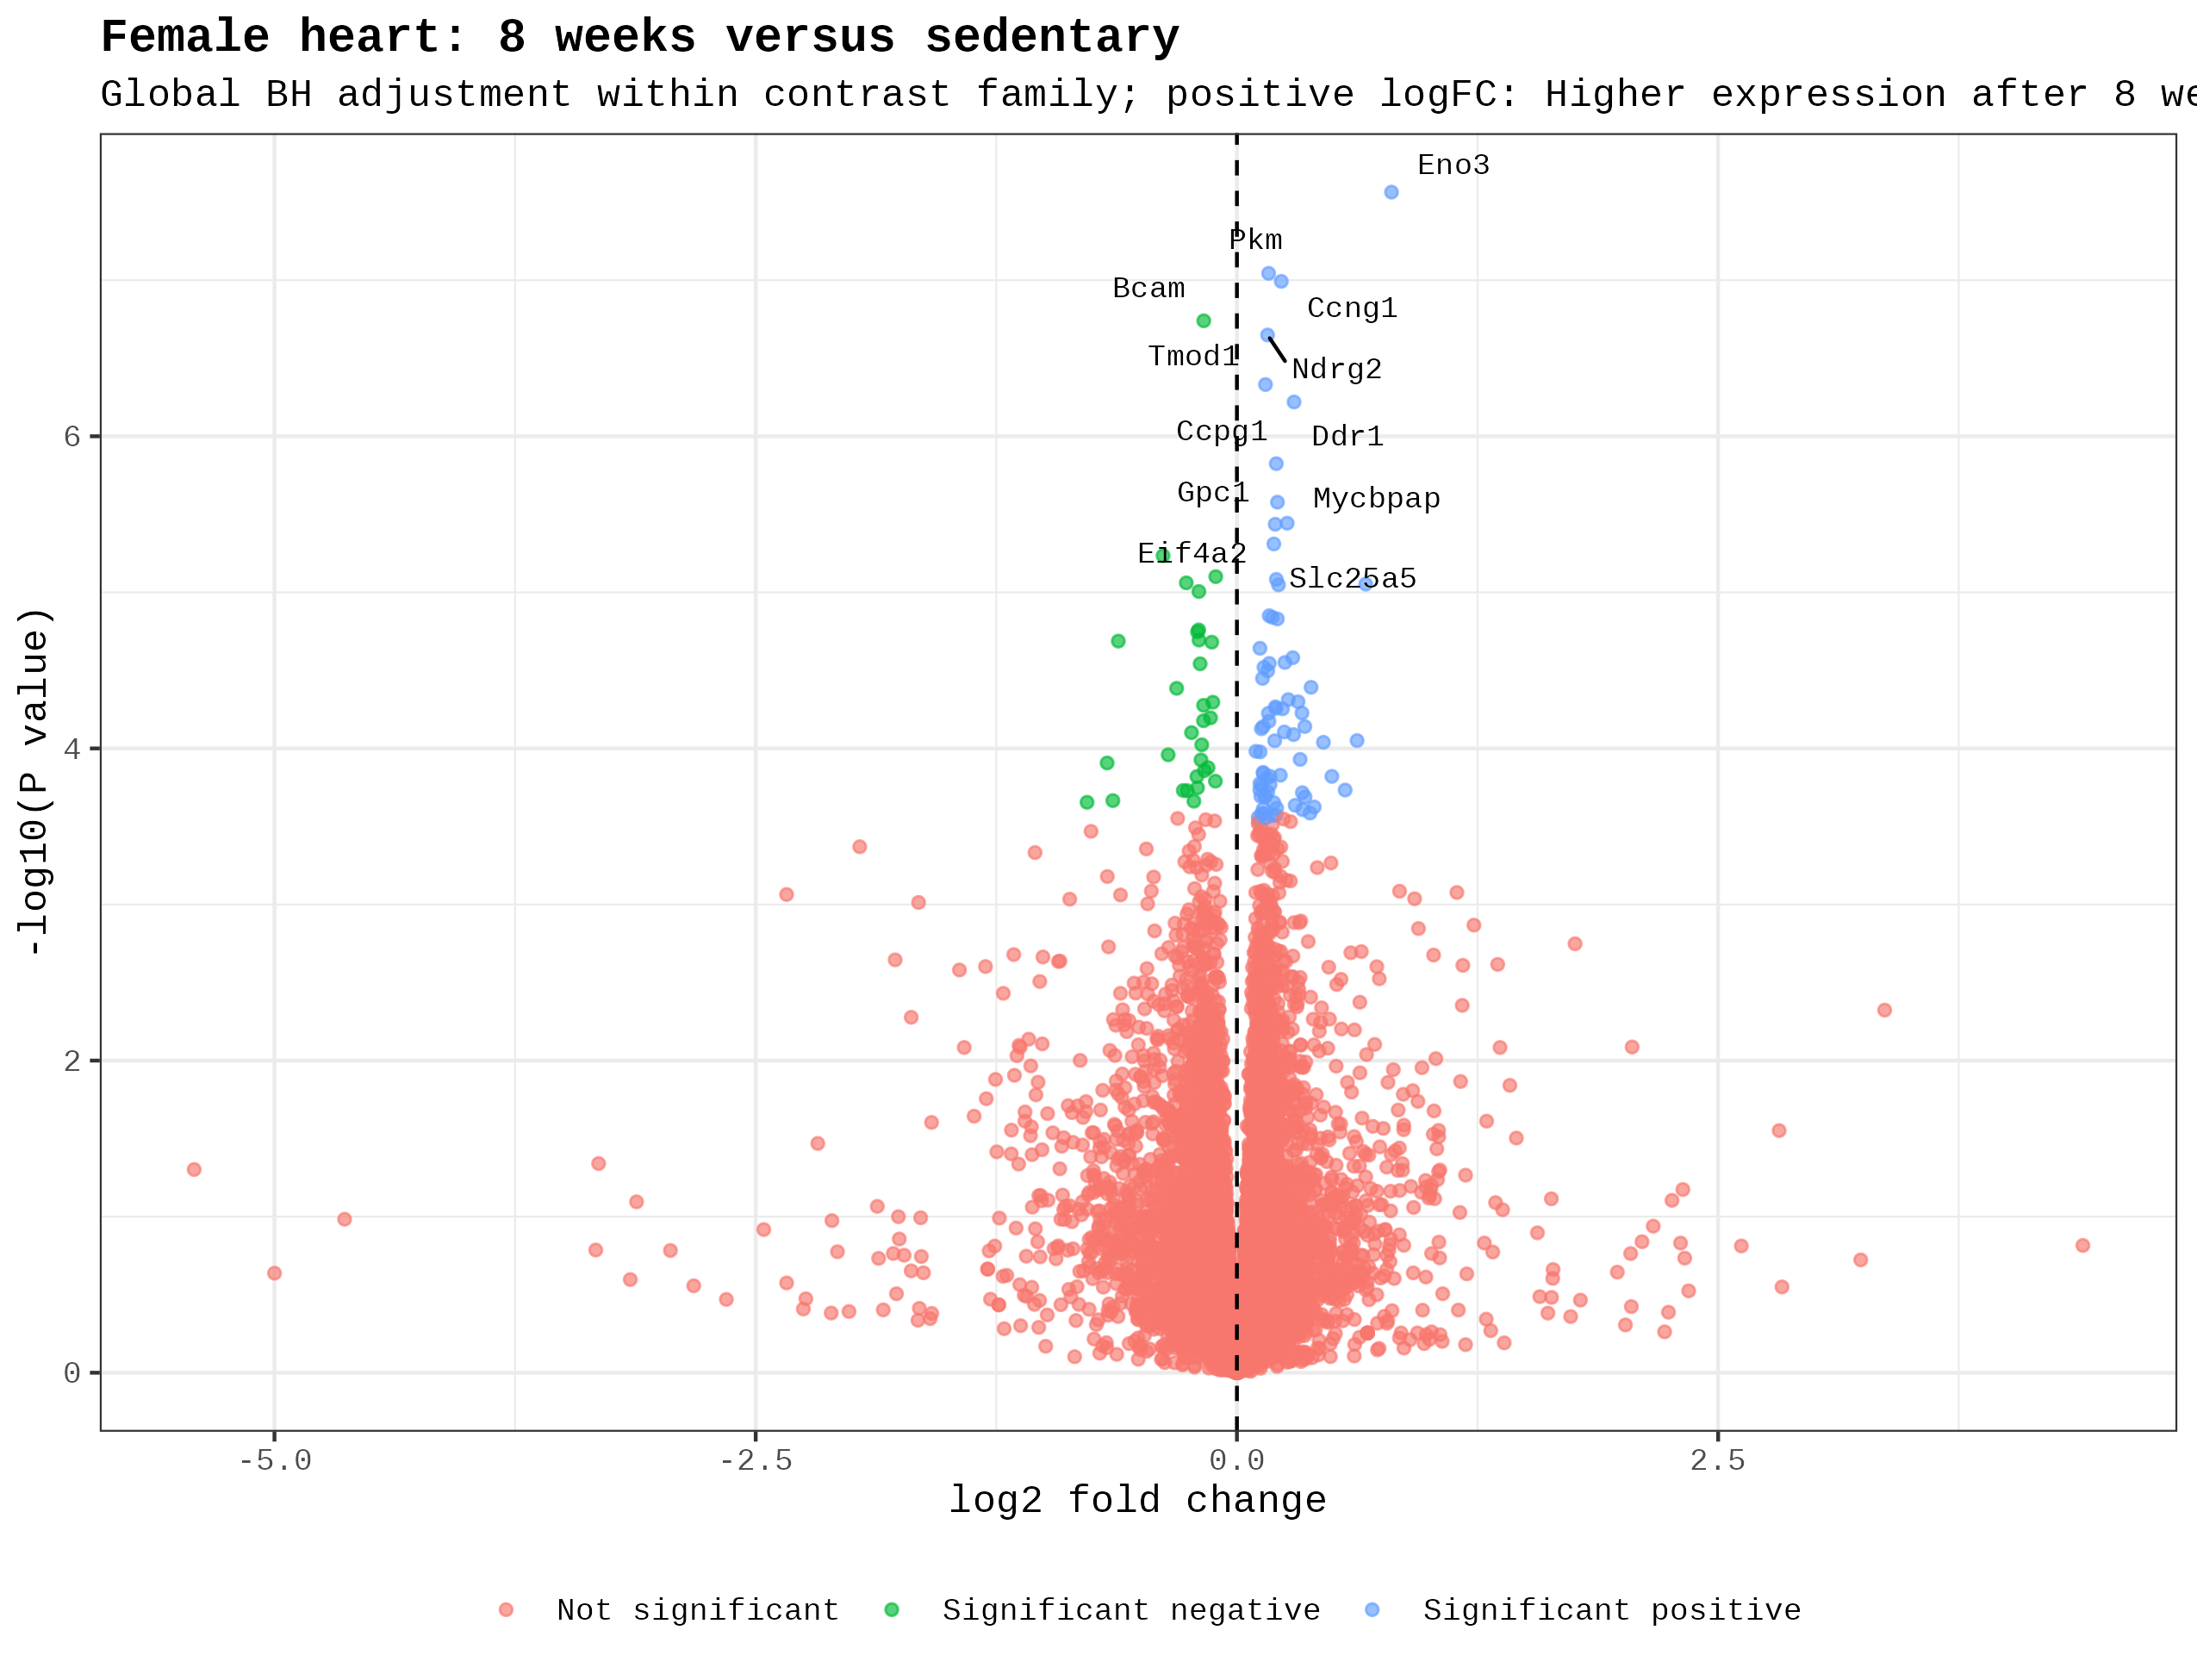 Female heart: 8 weeks versus sedentary
Global BH adjustment within contrast family; positive logFC: Higher expression after 8 we
Eno3
Pkm
Bcam
Ccng1
Tmod1
Ndrg2
Ccpg1
Ddr1
Gpc1
Mycbpap
Eif4a2
Slc25a5
-log10(P value)
6
4
2
0
-5.0
-2.5
0.0
2.5
log2 fold change
Not significant
Significant negative
Significant positive